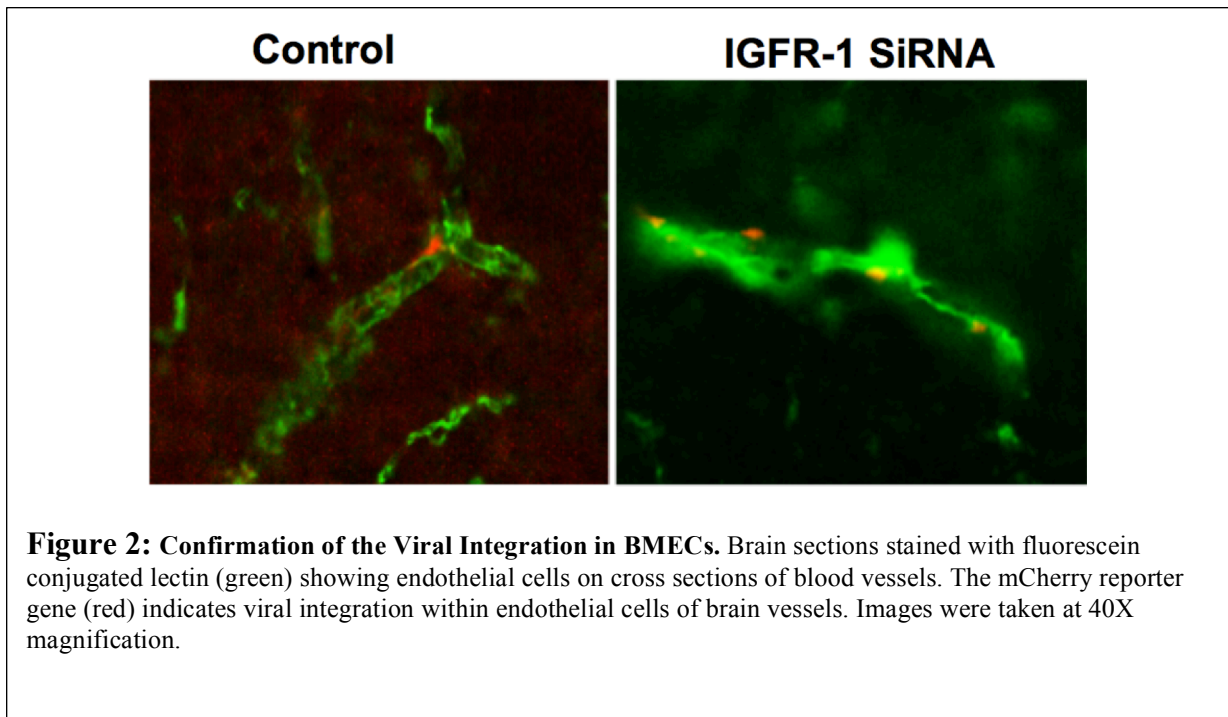 Control
IGFR-1 SiRNA
Figure 2: Confirmation of the Viral Integration in BMECs. Brain sections stained with fluorescein
conjugated lectin (green) showing endothelial cells on cross sections of blood vessels. The mCherry reporter
gene (red) indicates viral integration within endothelial cells of brain vessels. Images were taken at 40X
magnification.